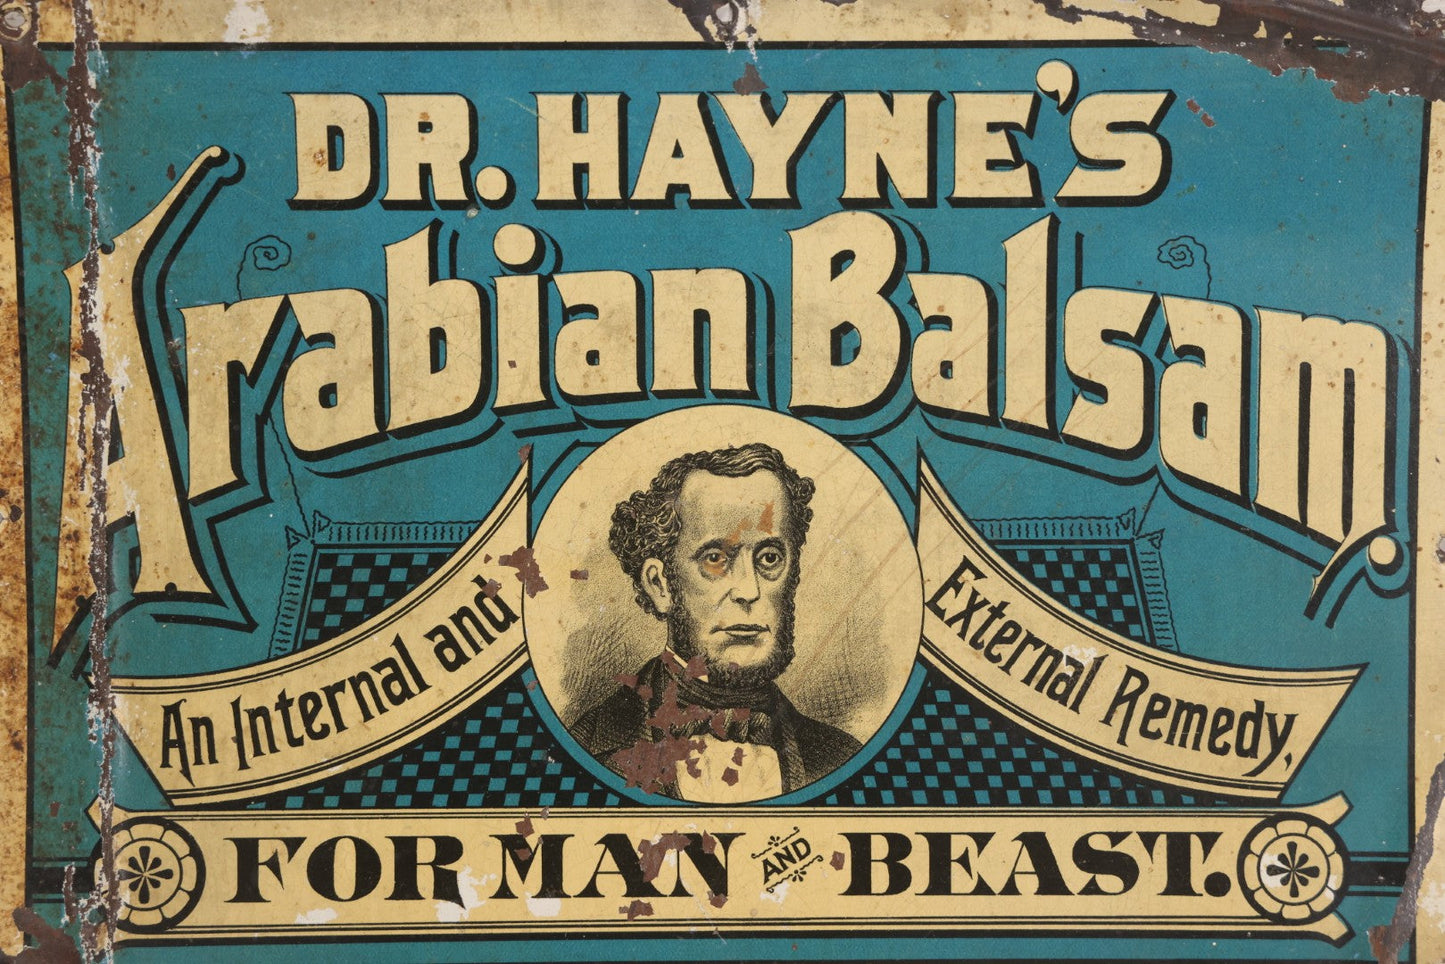 DR. HAYNE'S
Arabian Balsam,
An Internal and External Remedy,
FOR MAN AND BEAST.